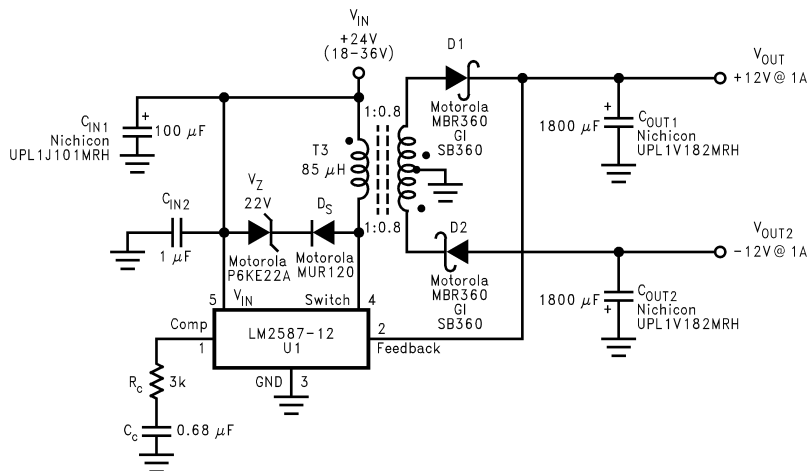 V_IN
+24V
(18-36V)
D1
V_OUT
+12V@ 1A
Motorola
MBR360
GI
SB360
1:0.8
T3
85 μH
1:0.8
C_IN1
Nichicon
UPL1J101MRH
+
100 μF
+
1800 μF
C_OUT1
Nichicon
UPL1V182MRH
C_IN2
1 μF
V_Z
22V
Motorola
P6KE22A
D_S
Motorola
MUR120
D2
Motorola
MBR360
GI
SB360
V_OUT2
-12V@ 1A
1800 μF
+
C_OUT2
Nichicon
UPL1V182MRH
5
V_IN
Switch
4
Comp
1
LM2587-12
U1
2
Feedback
GND
3
R_c
3k
C_c
0.68 μF